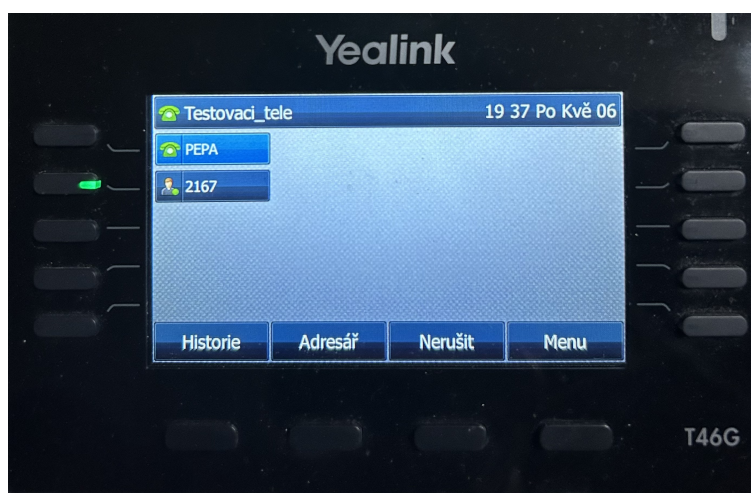 Yealink
Testovaci_tele 19 37 Po Kvě 06
PEPA
2167
Historie Adresář Nerušit Menu
T46G